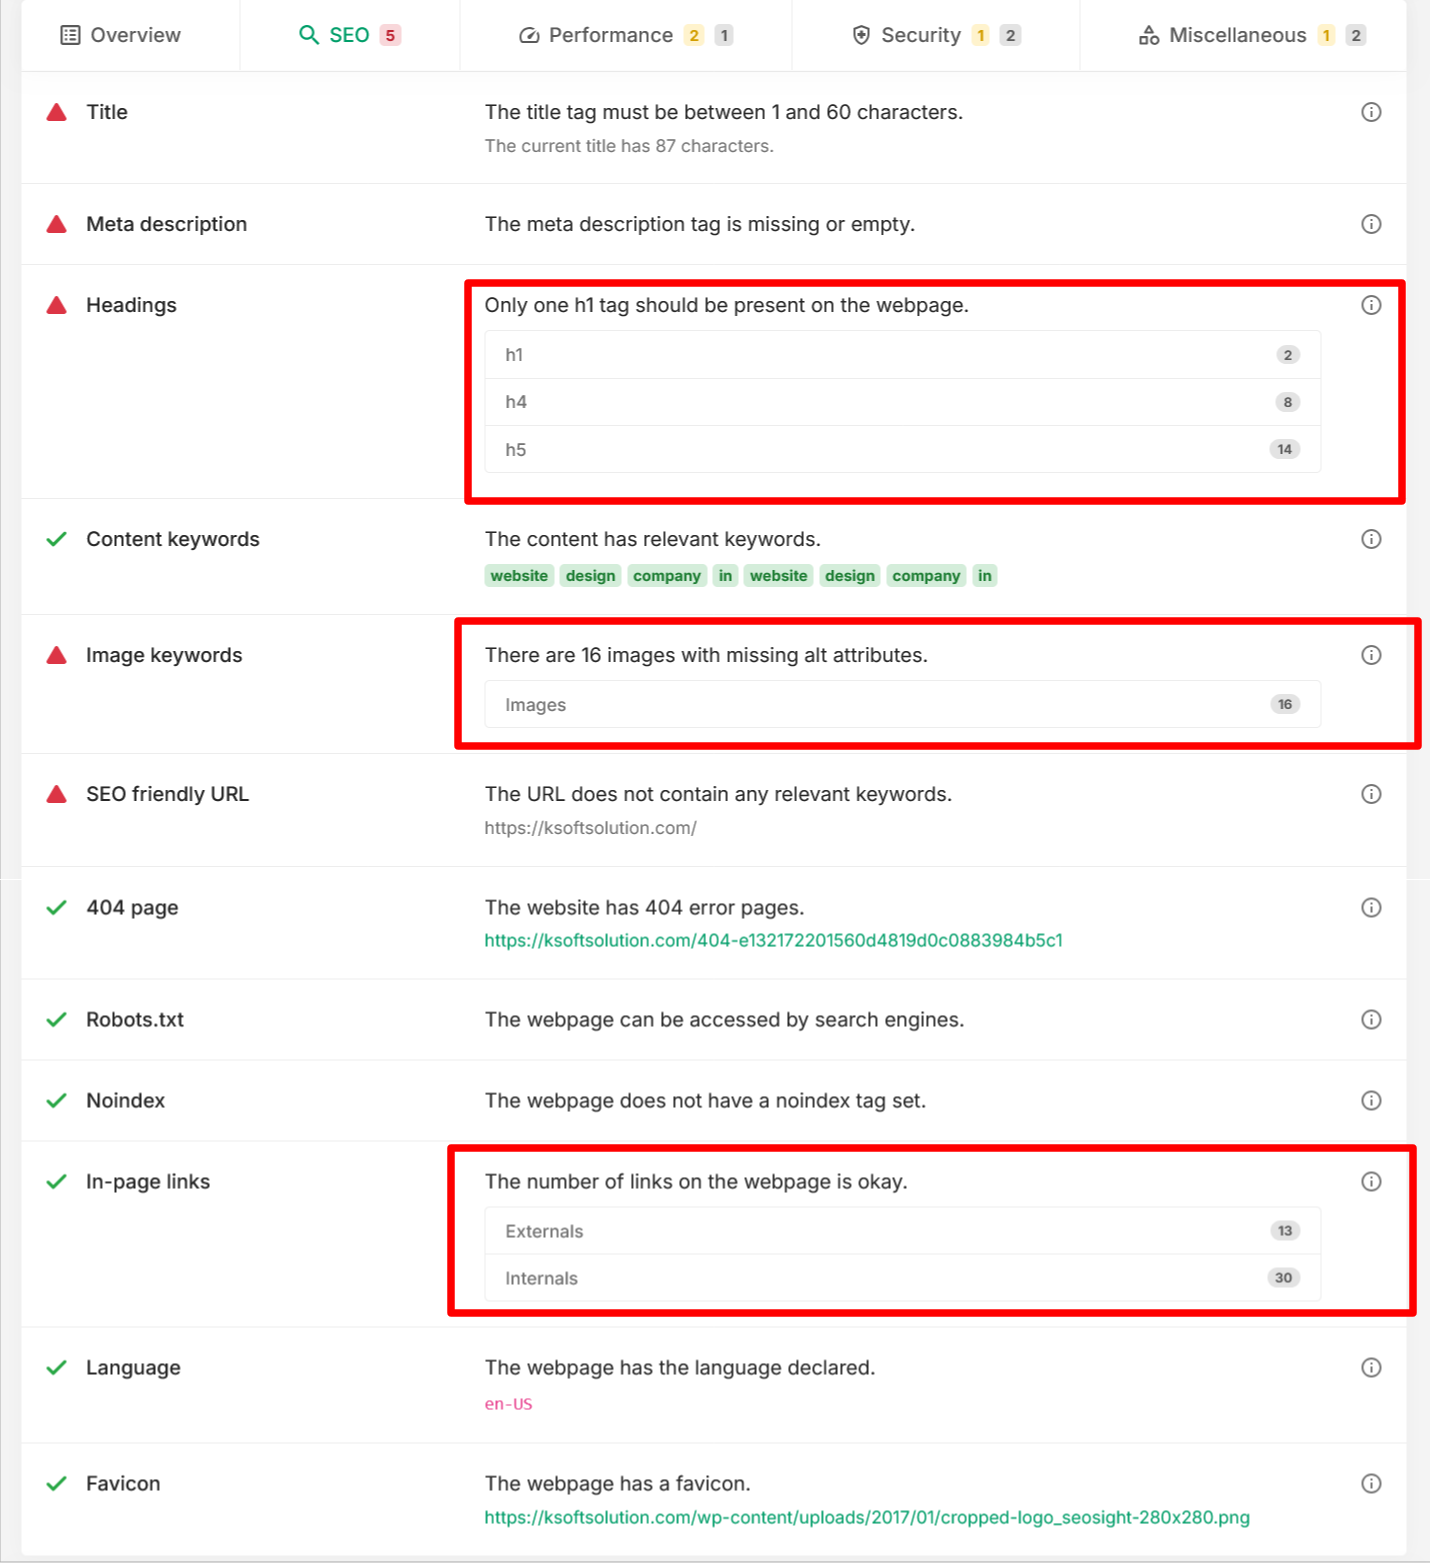 Overview SEO 5 Performance 2 1 Security 1 2 Miscellaneous 1 2
Title The title tag must be between 1 and 60 characters.
The current title has 87 characters.
Meta description The meta description tag is missing or empty.
Headings Only one h1 tag should be present on the webpage.
h1 2
h4 8
h5 14
Content keywords The content has relevant keywords.
website design company in website design company in
Image keywords There are 16 images with missing alt attributes.
Images 16
SEO friendly URL The URL does not contain any relevant keywords.
https://ksoftsolution.com/
404 page The website has 404 error pages.
https://ksoftsolution.com/404-e132172201560d4819d0c0883984b5c1
Robots.txt The webpage can be accessed by search engines.
Noindex The webpage does not have a noindex tag set.
In-page links The number of links on the webpage is okay.
Externals 13
Internals 30
Language The webpage has the language declared.
en-US
Favicon The webpage has a favicon.
https://ksoftsolution.com/wp-content/uploads/2017/01/cropped-logo_seosight-280x280.png